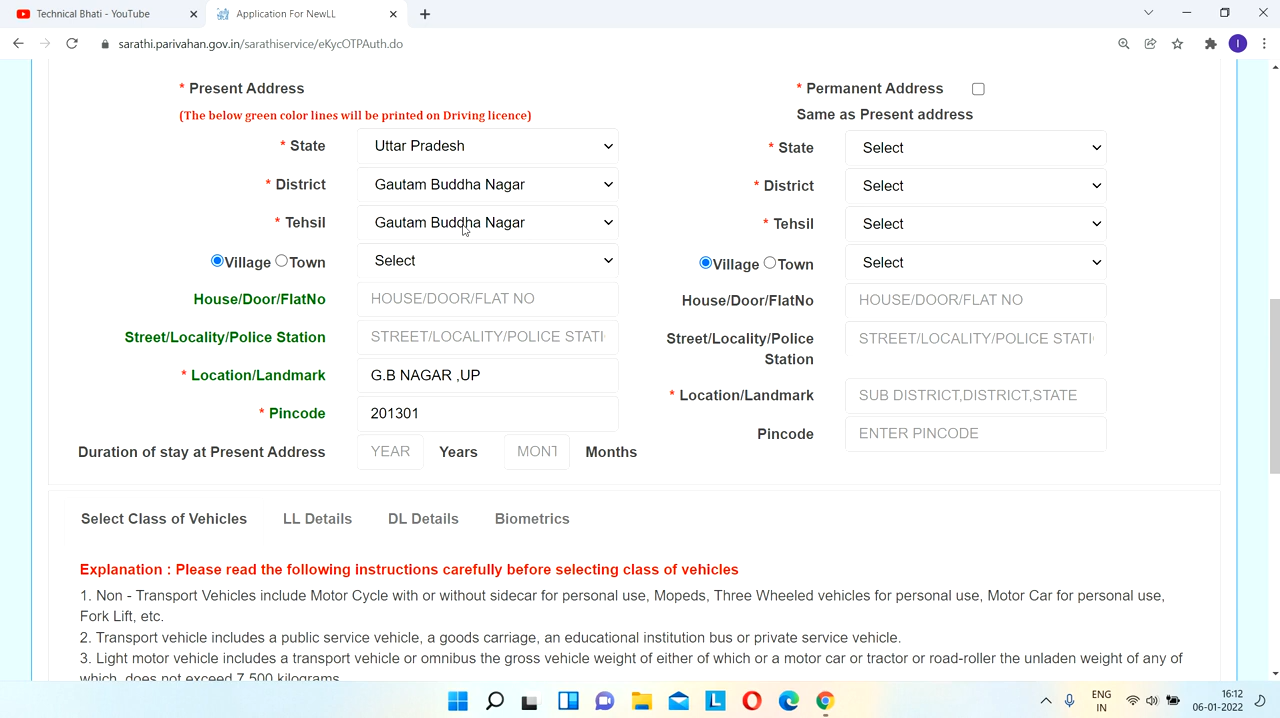 Technical Bhati - YouTube
Application For NewLL
sarathi.parivahan.gov.in/sarathiservice/eKycOTPAuth.do
I
* Present Address
(The below green color lines will be printed on Driving licence)
* State Uttar Pradesh
* District Gautam Buddha Nagar
* Tehsil Gautam Buddha Nagar
Village Town Select
House/Door/FlatNo HOUSE/DOOR/FLAT NO
Street/Locality/Police Station STREET/LOCALITY/POLICE STATI
* Location/Landmark G.B NAGAR ,UP
* Pincode 201301
Duration of stay at Present Address YEAR Years MONT Months
* Permanent Address
Same as Present address
* State Select
* District Select
* Tehsil Select
Village Town Select
House/Door/FlatNo HOUSE/DOOR/FLAT NO
Street/Locality/Police STREET/LOCALITY/POLICE STATI
Station
* Location/Landmark SUB DISTRICT,DISTRICT,STATE
Pincode ENTER PINCODE
Select Class of Vehicles LL Details DL Details Biometrics
Explanation : Please read the following instructions carefully before selecting class of vehicles
1. Non - Transport Vehicles include Motor Cycle with or without sidecar for personal use, Mopeds, Three Wheeled vehicles for personal use, Motor Car for personal use,
Fork Lift, etc.
2. Transport vehicle includes a public service vehicle, a goods carriage, an educational institution bus or private service vehicle.
3. Light motor vehicle includes a transport vehicle or omnibus the gross vehicle weight of either of which or a motor car or tractor or road-roller the unladen weight of any of
which, does not exceed 7,500 kilograms
L
ENG
IN
16:12
06-01-2022